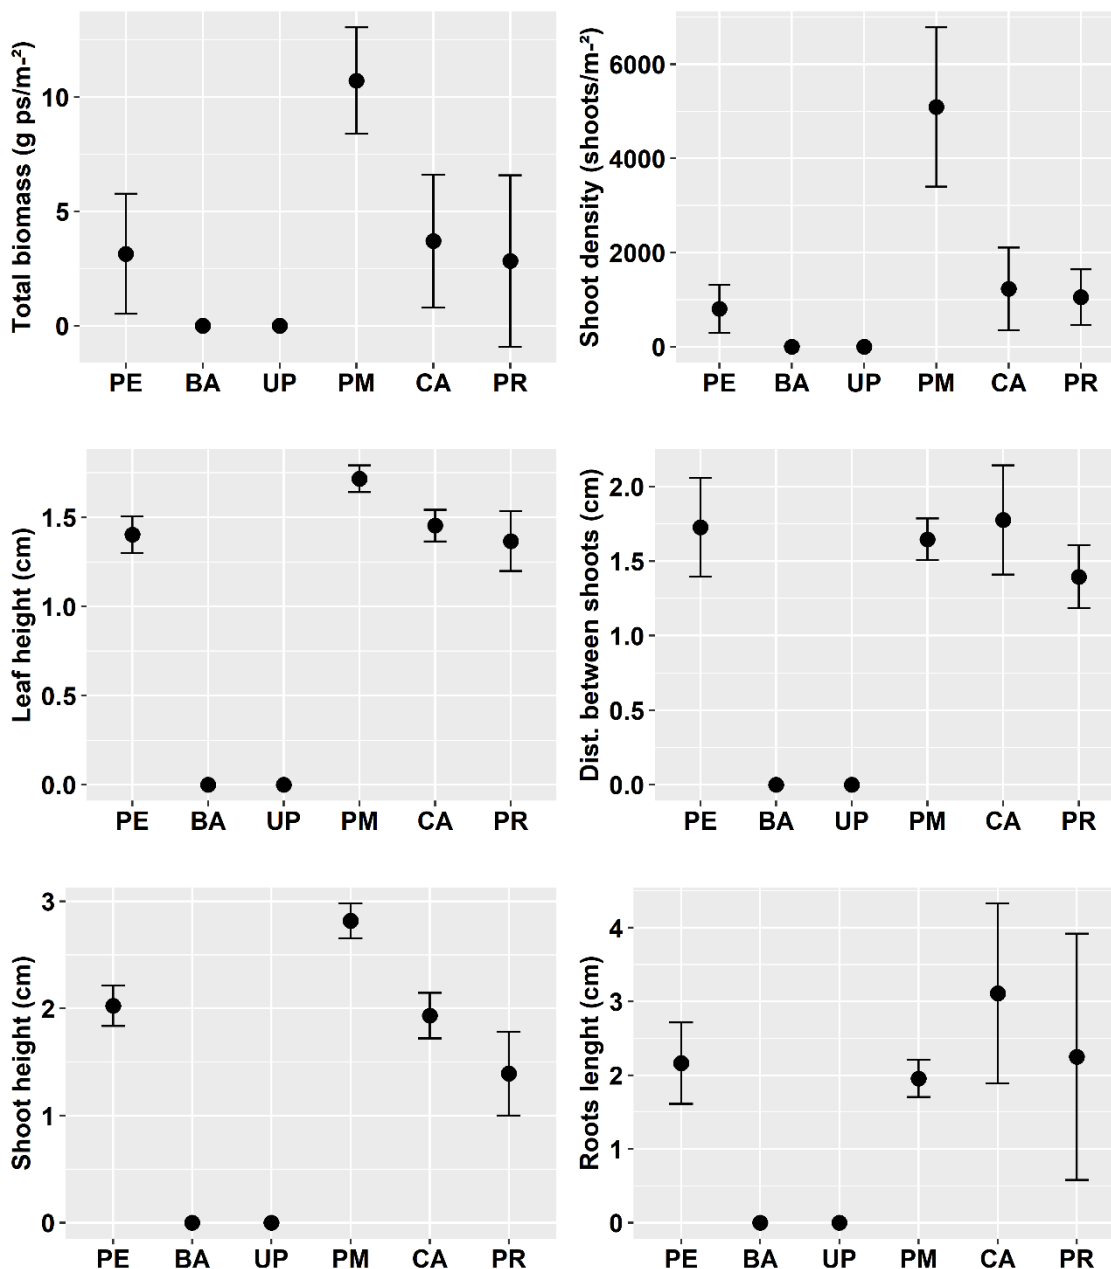 Total biomass (g ps/m-²)
10
5
0
PE BA UP PM CA PR
Shoot density (shoots/m-²)
6000
4000
2000
0
PE BA UP PM CA PR
Leaf height (cm)
1.5
1.0
0.5
0.0
PE BA UP PM CA PR
Dist. between shoots (cm)
2.0
1.5
1.0
0.5
0.0
PE BA UP PM CA PR
Shoot height (cm)
3
2
1
0
PE BA UP PM CA PR
Roots lenght (cm)
4
3
2
1
0
PE BA UP PM CA PR